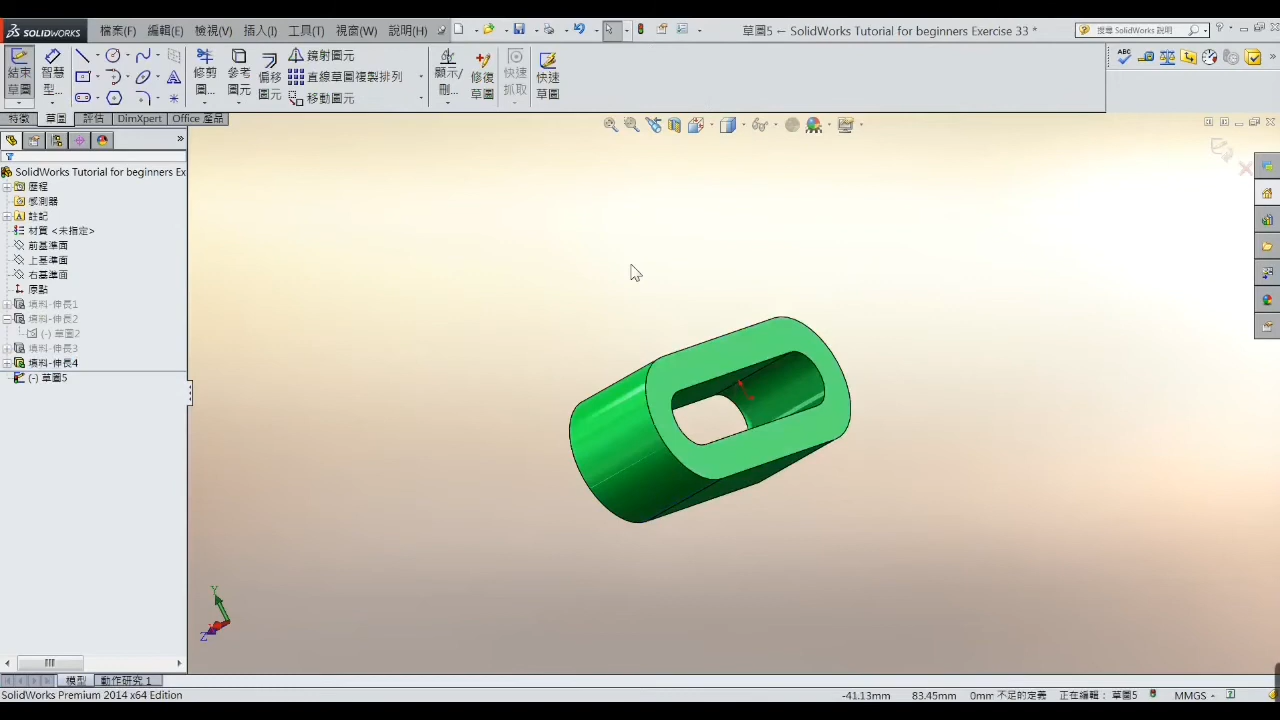 SOLIDWORKS 檔案(F) 編輯(E) 檢視(V) 插入(I) 工具(T) 視窗(W) 說明(L) 草圖5 ← SolidWorks Tutorial for beginners Exercise 33 * 搜尋 SolidWorks 說明
結束草圖 智慧型... 修剪圖... 參考圖元 偏移圖元 鏡射圖元 顯示/刪... 修復草圖 快速抓取 快速草圖
直線草圖複製排列
移動圖元
特徵 草圖 評估 DimXpert Office 產品
SolidWorks Tutorial for beginners Ex
歷程
感測器
註記
材質 <未指定>
前基準面
上基準面
右基準面
原點
填料-伸長1
填料-伸長2
(-) 草圖2
填料-伸長3
填料-伸長4
(-) 草圖5
Y
Z
模型 動作研究 1
SolidWorks Premium 2014 x64 Edition -41.13mm 83.45mm 0mm 不足的定義 正在編輯：草圖5 MMGS